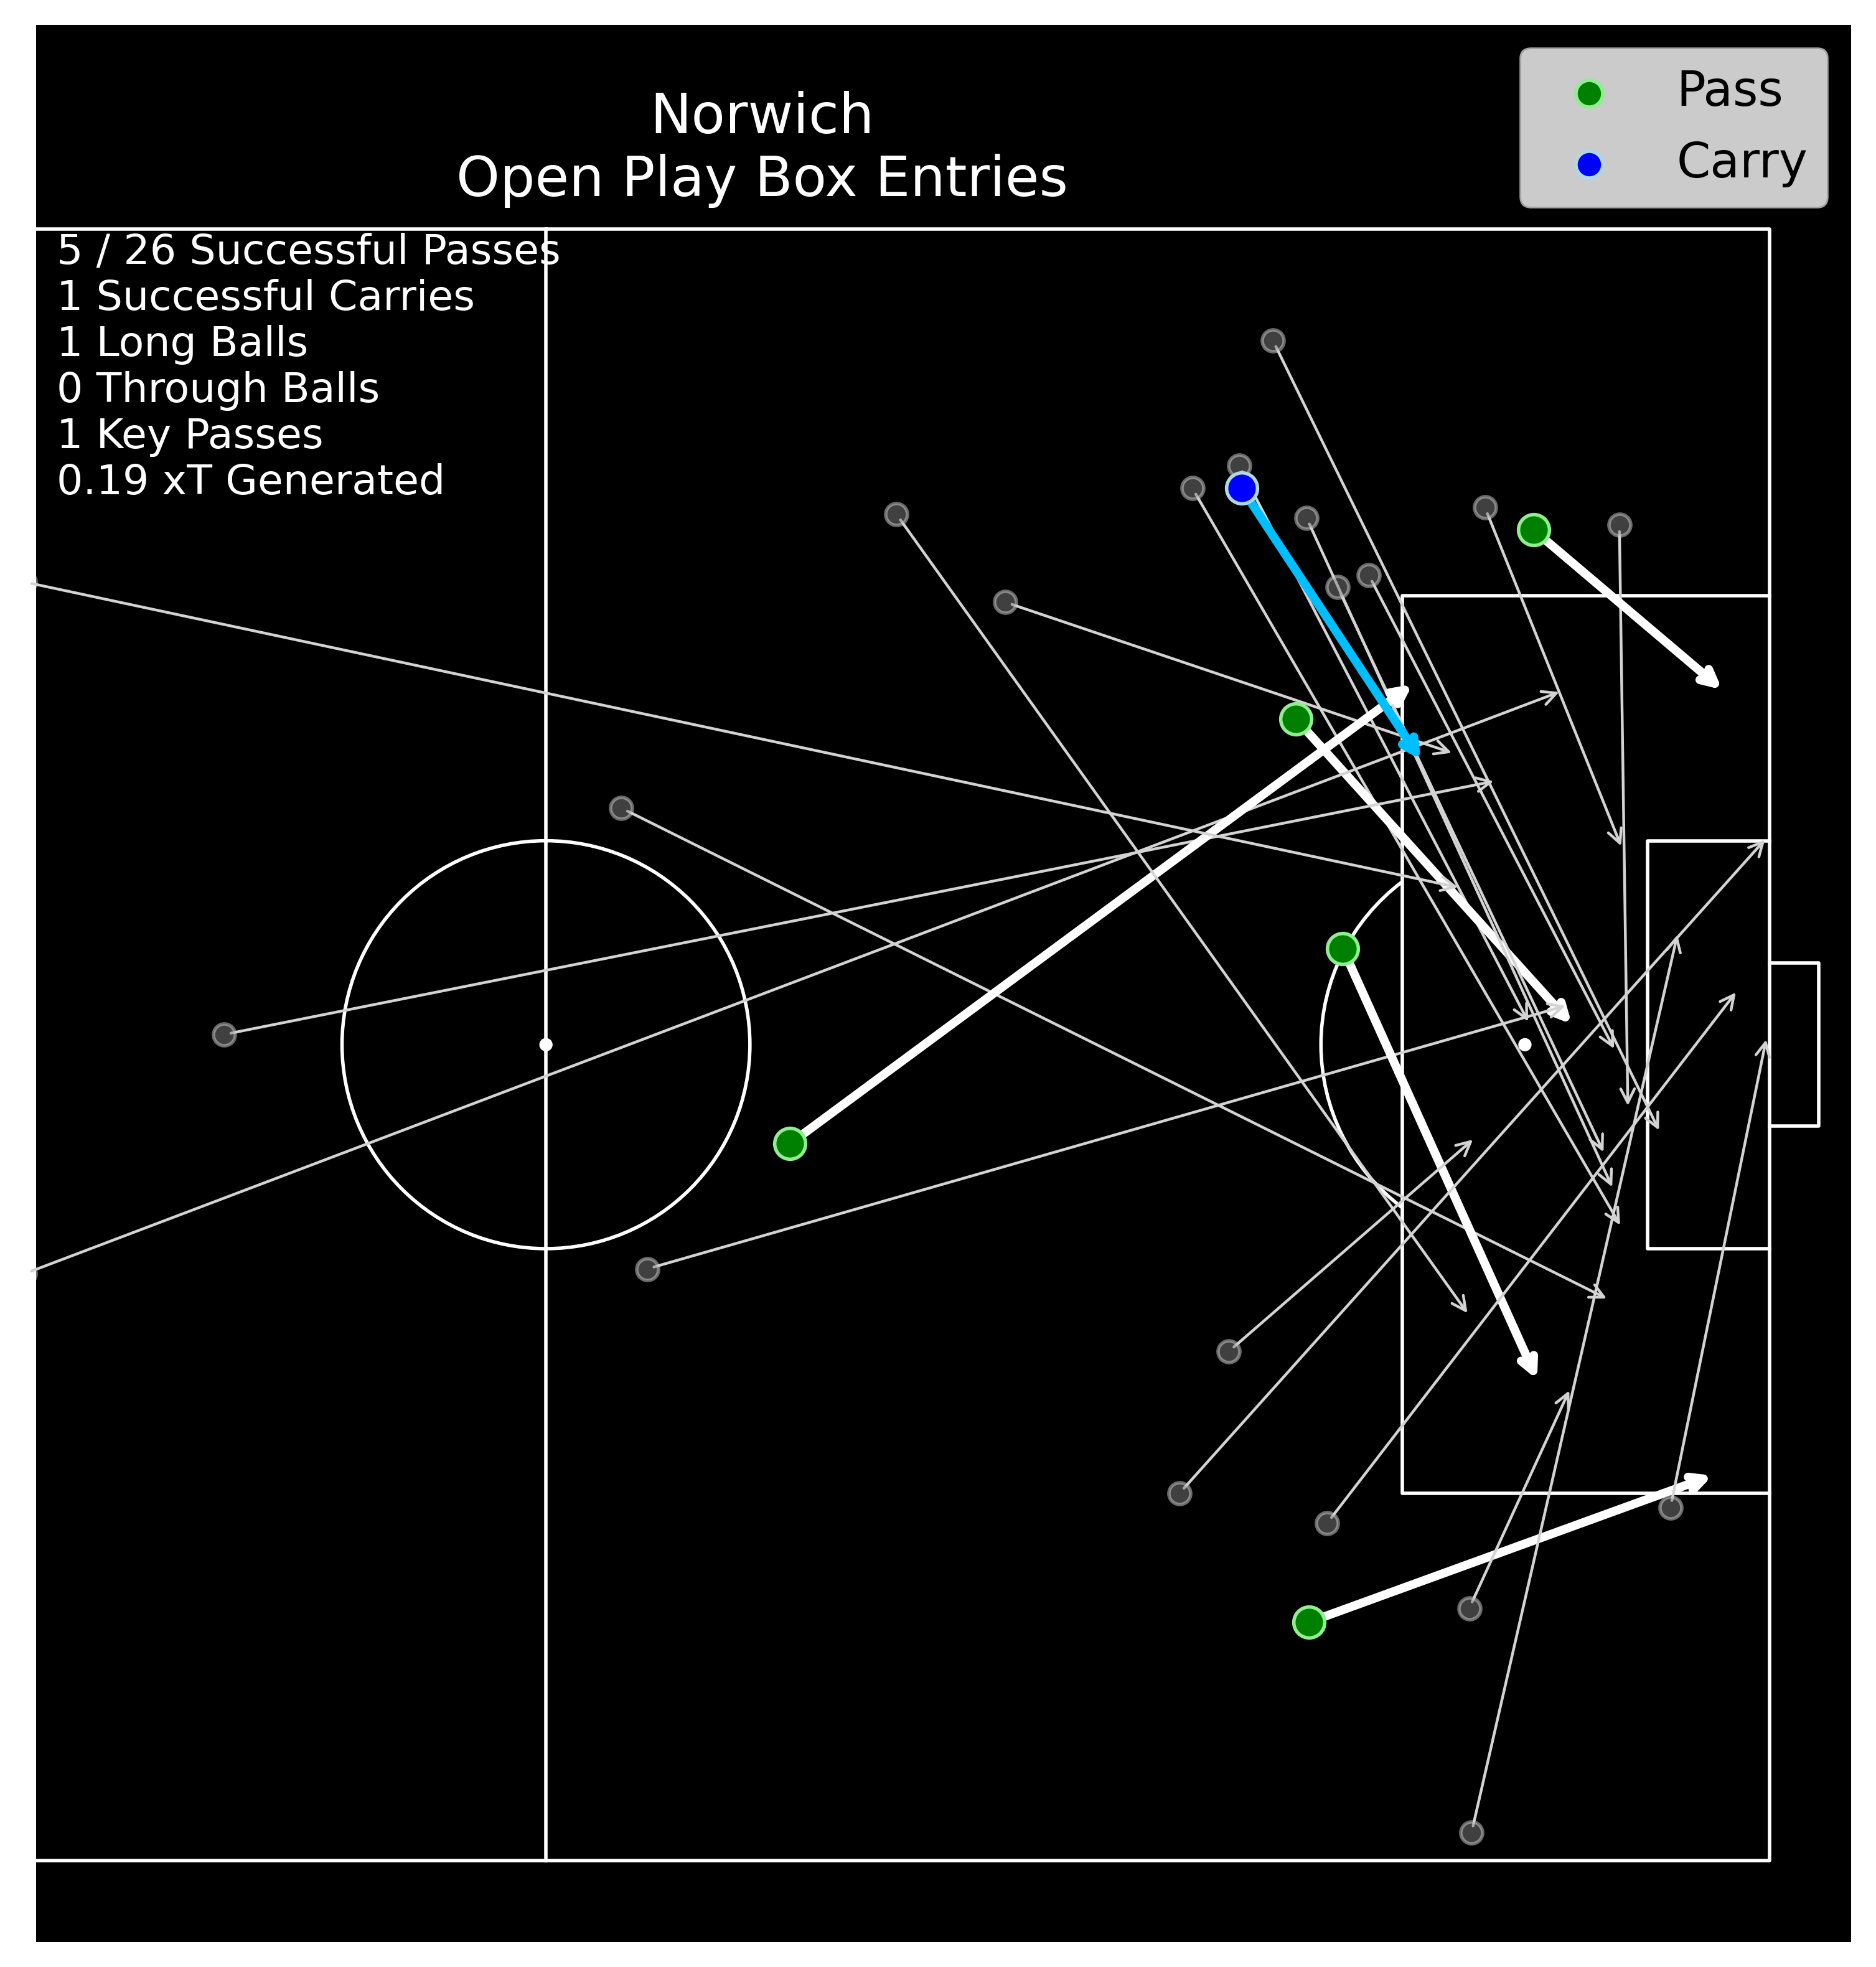 Norwich
Open Play Box Entries
Pass
Carry
5 / 26 Successful Passes
1 Successful Carries
1 Long Balls
0 Through Balls
1 Key Passes
0.19 xT Generated